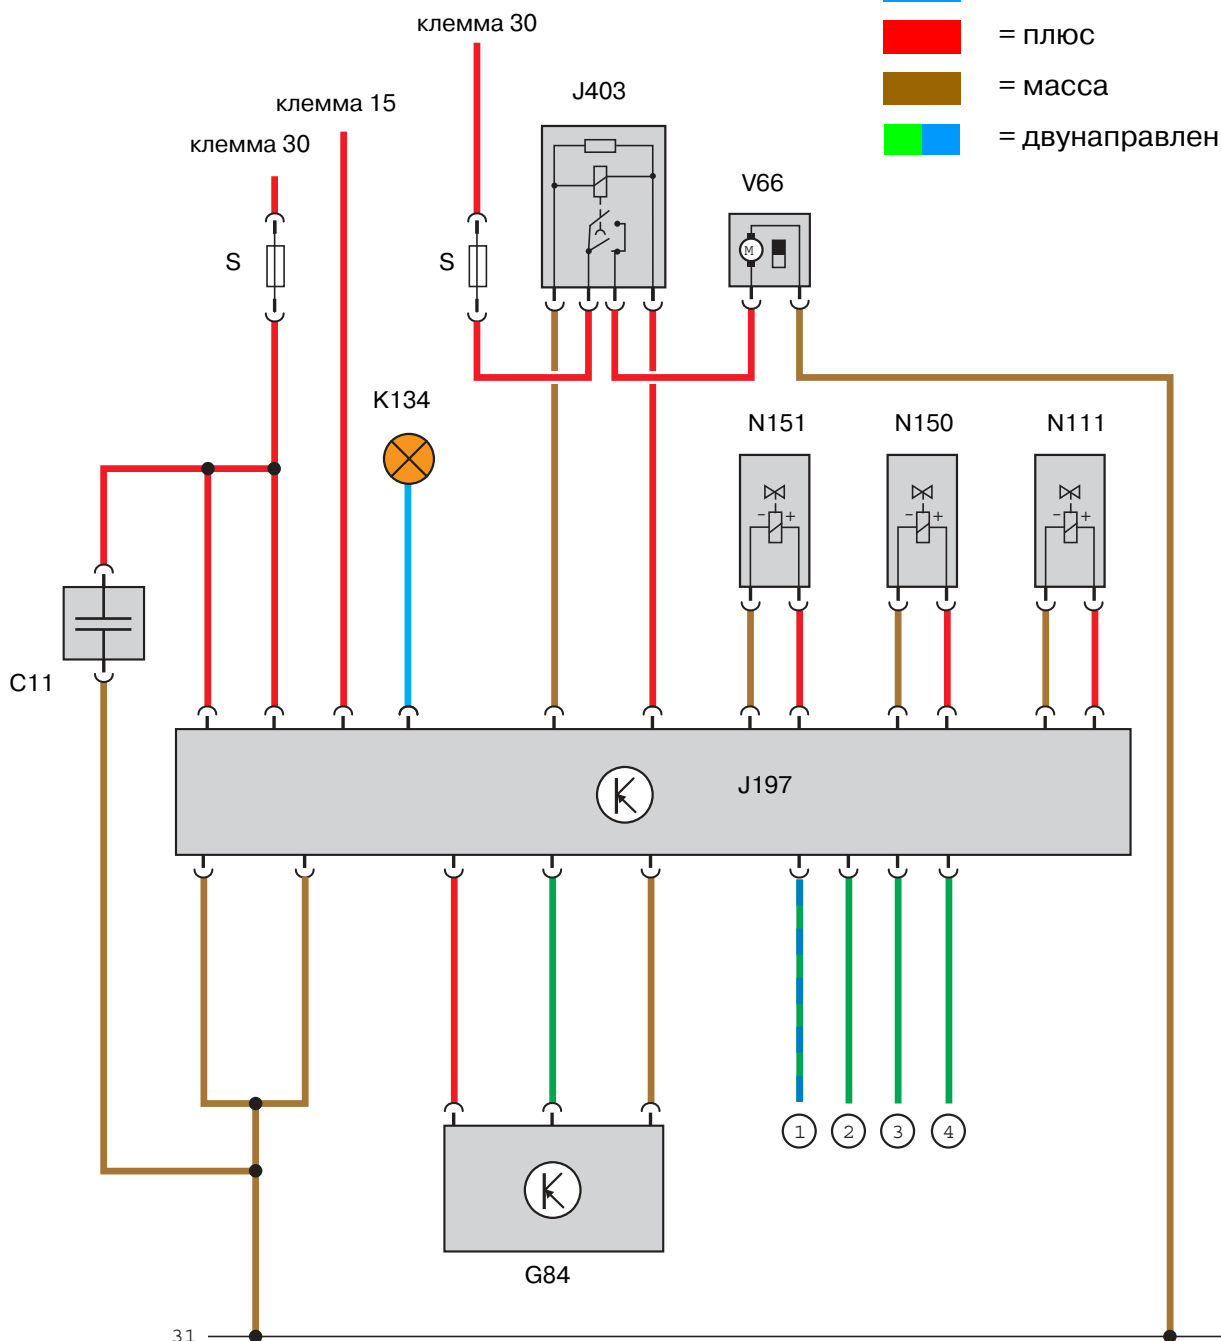 клемма 30
= плюс
J403
= масса
клемма 15
клемма 30
= двунаправлен
V66
M
S
S
K134
N151
N150
N111
- +
- +
- +
C11
J197
1
2
3
4
G84
31